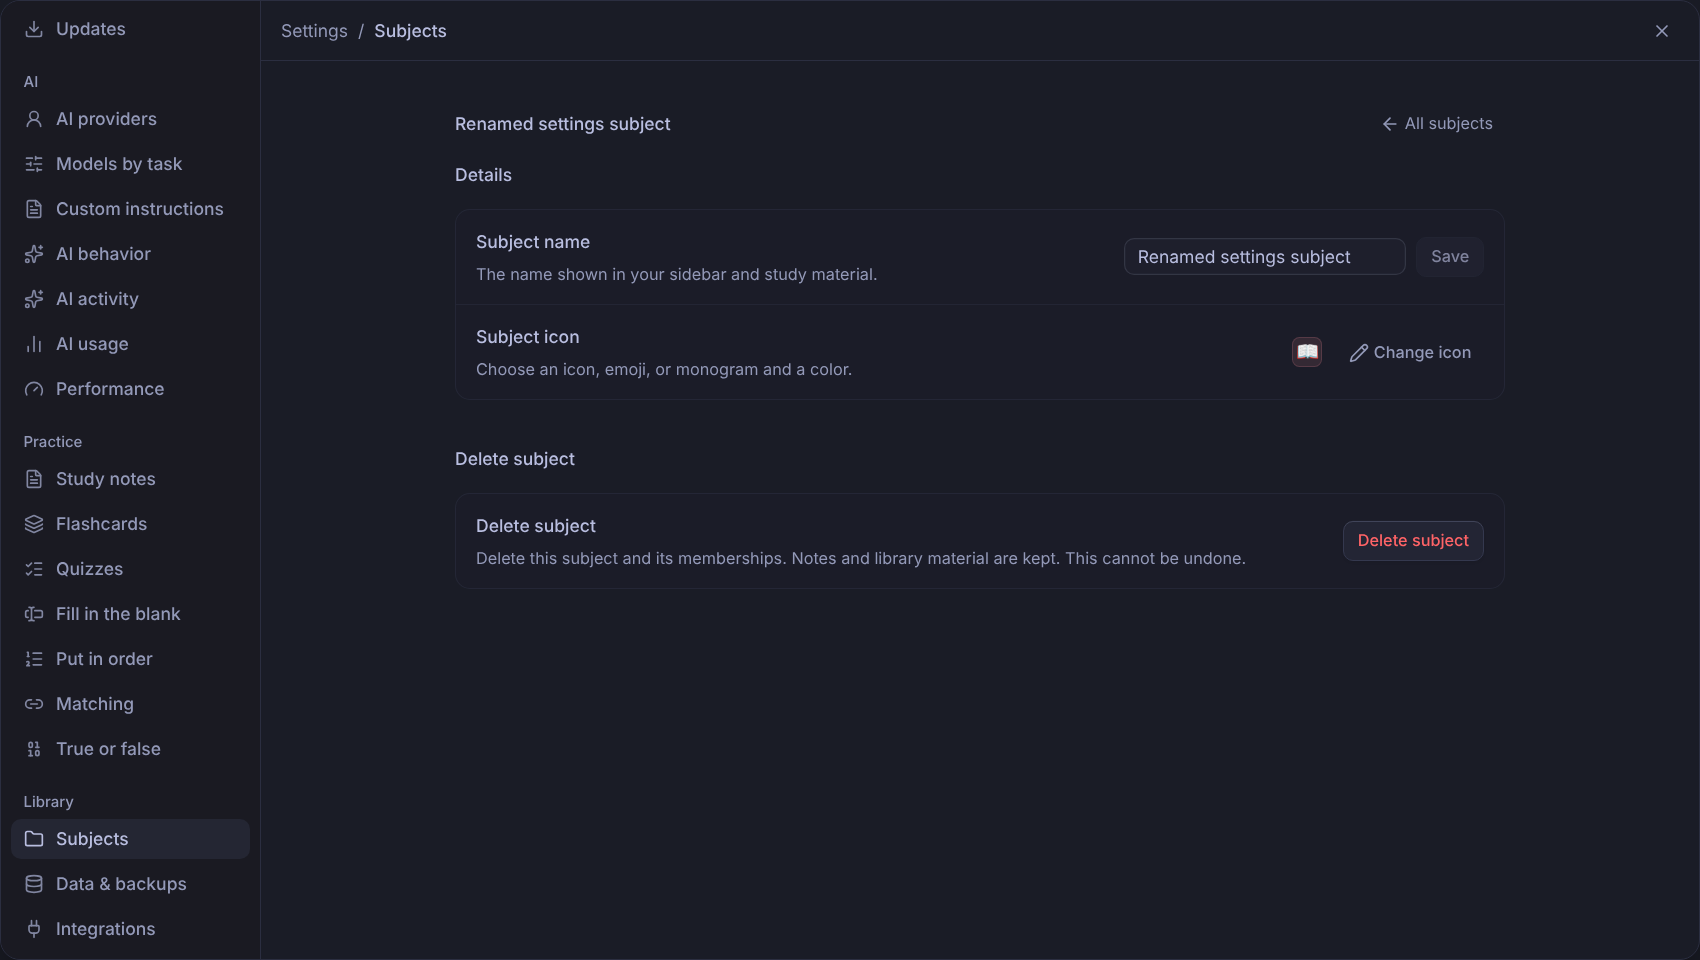 Updates
AI
AI providers
Models by task
Custom instructions
AI behavior
AI activity
AI usage
Performance
Practice
Study notes
Flashcards
Quizzes
Fill in the blank
Put in order
Matching
True or false
Library
Subjects
Data & backups
Integrations
Settings / Subjects
Renamed settings subject
All subjects
Details
Subject name
The name shown in your sidebar and study material.
Renamed settings subject
Save
Subject icon
Choose an icon, emoji, or monogram and a color.
Change icon
Delete subject
Delete subject
Delete this subject and its memberships. Notes and library material are kept. This cannot be undone.
Delete subject